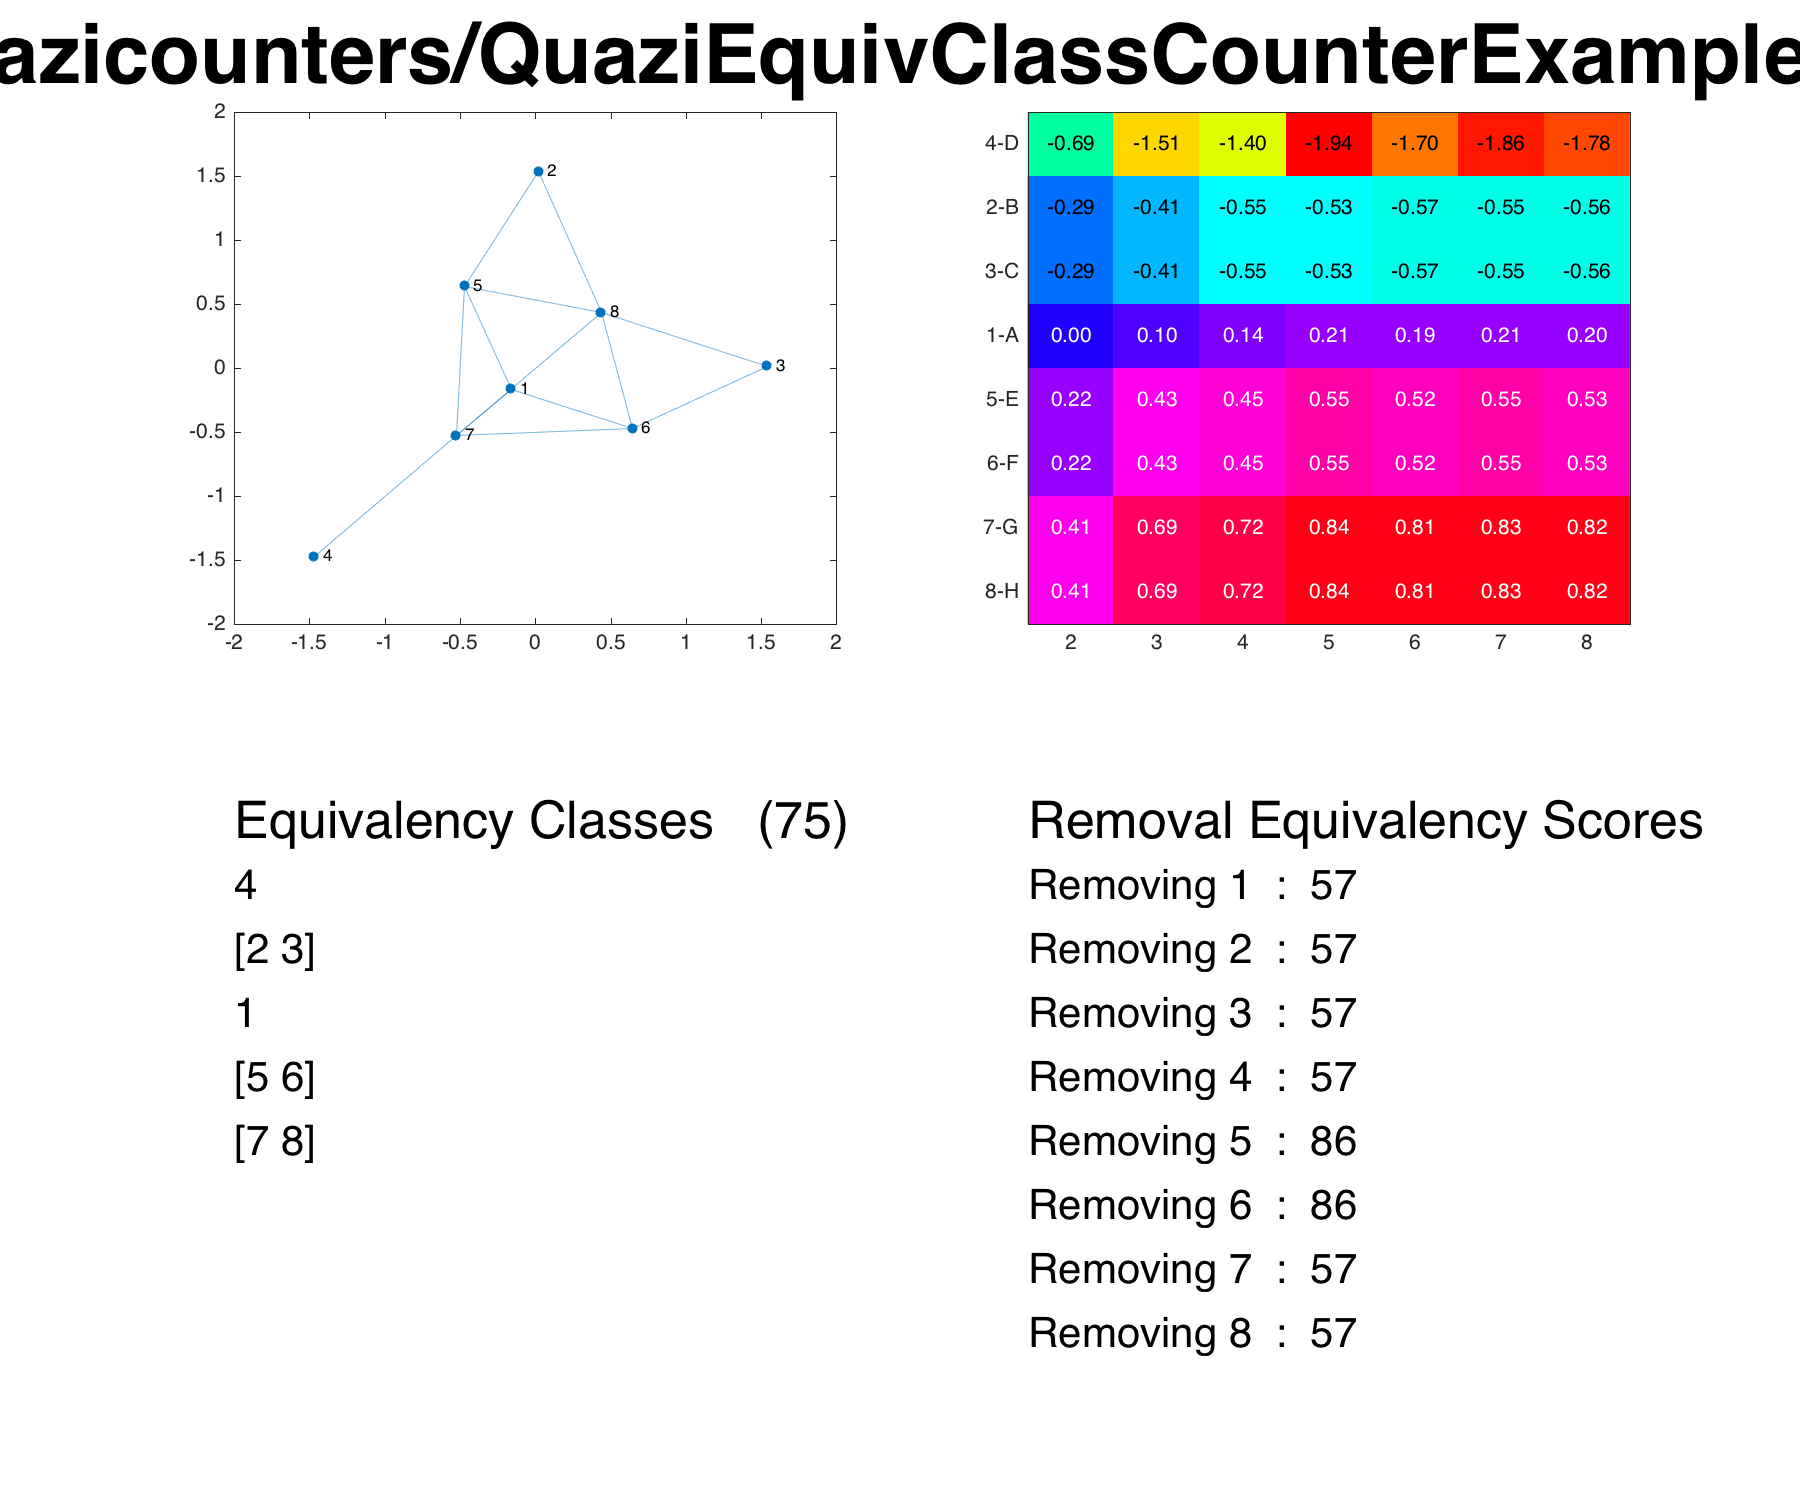 azicounters/QuaziEquivClassCounterExample
2
1.5
1
0.5
0
-0.5
-1
-1.5
-2
-2 -1.5 -1 -0.5 0 0.5 1 1.5 2
2
5
8
3
1
7
6
4
4-D -0.69 -1.51 -1.40 -1.94 -1.70 -1.86 -1.78
2-B -0.29 -0.41 -0.55 -0.53 -0.57 -0.55 -0.56
3-C -0.29 -0.41 -0.55 -0.53 -0.57 -0.55 -0.56
1-A 0.00 0.10 0.14 0.21 0.19 0.21 0.20
5-E 0.22 0.43 0.45 0.55 0.52 0.55 0.53
6-F 0.22 0.43 0.45 0.55 0.52 0.55 0.53
7-G 0.41 0.69 0.72 0.84 0.81 0.83 0.82
8-H 0.41 0.69 0.72 0.84 0.81 0.83 0.82
2 3 4 5 6 7 8
Equivalency Classes (75)
4
[2 3]
1
[5 6]
[7 8]
Removal Equivalency Scores
Removing 1 : 57
Removing 2 : 57
Removing 3 : 57
Removing 4 : 57
Removing 5 : 86
Removing 6 : 86
Removing 7 : 57
Removing 8 : 57